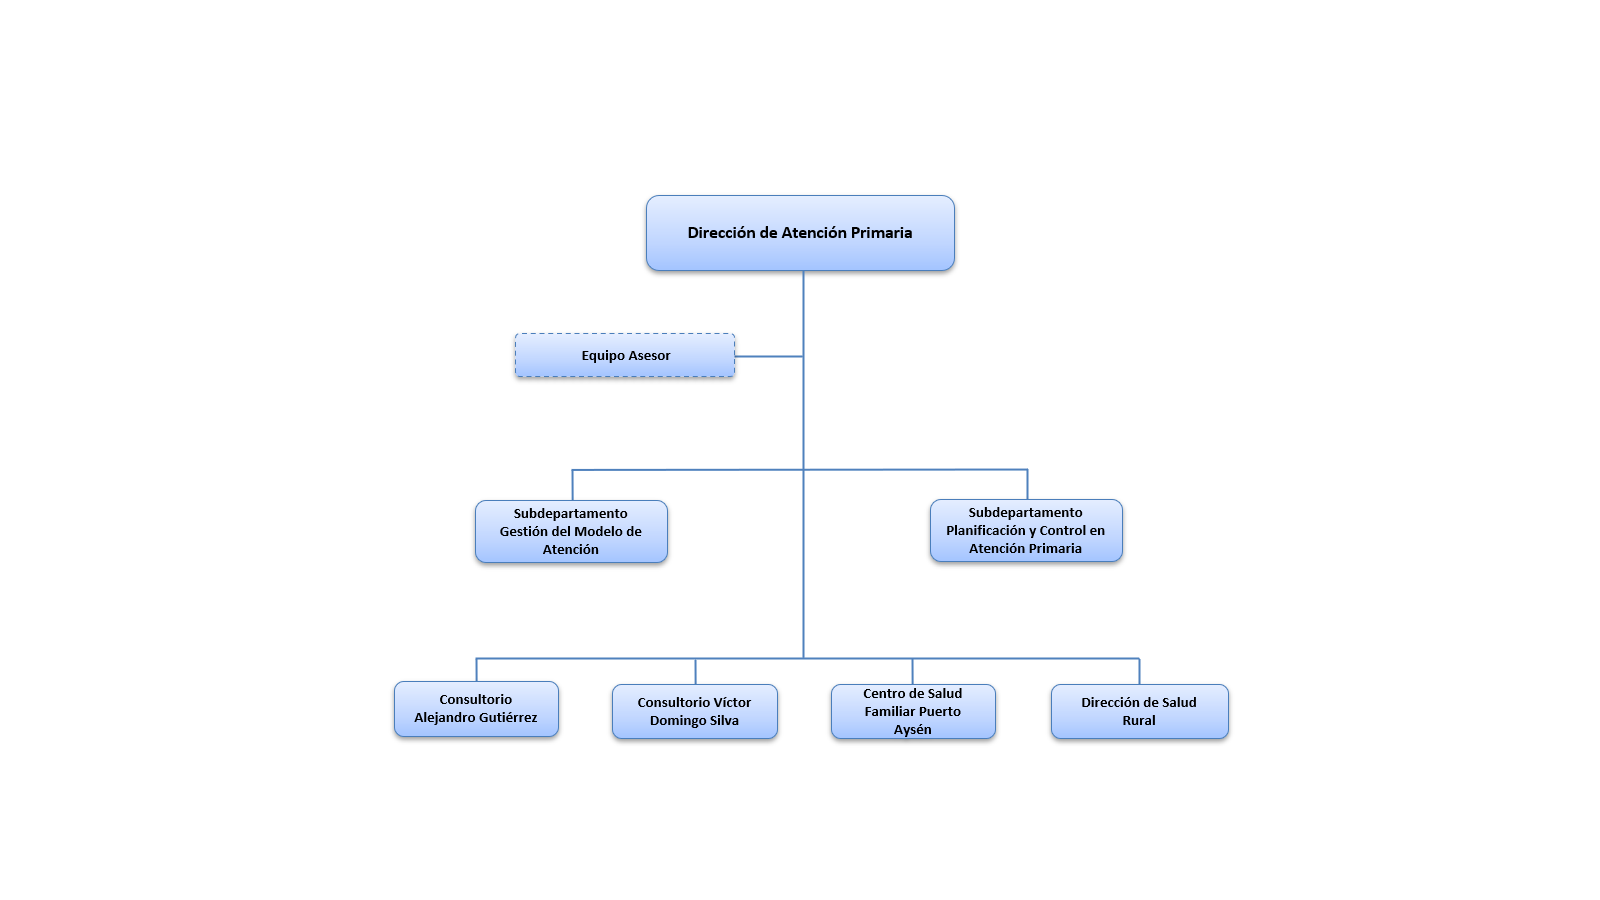 Dirección de Atención Primaria
Equipo Asesor
Subdepartamento
Gestión del Modelo de
Atención
Subdepartamento
Planificación y Control en
Atención Primaria
Consultorio
Alejandro Gutiérrez
Consultorio Víctor
Domingo Silva
Centro de Salud
Familiar Puerto
Aysén
Dirección de Salud
Rural